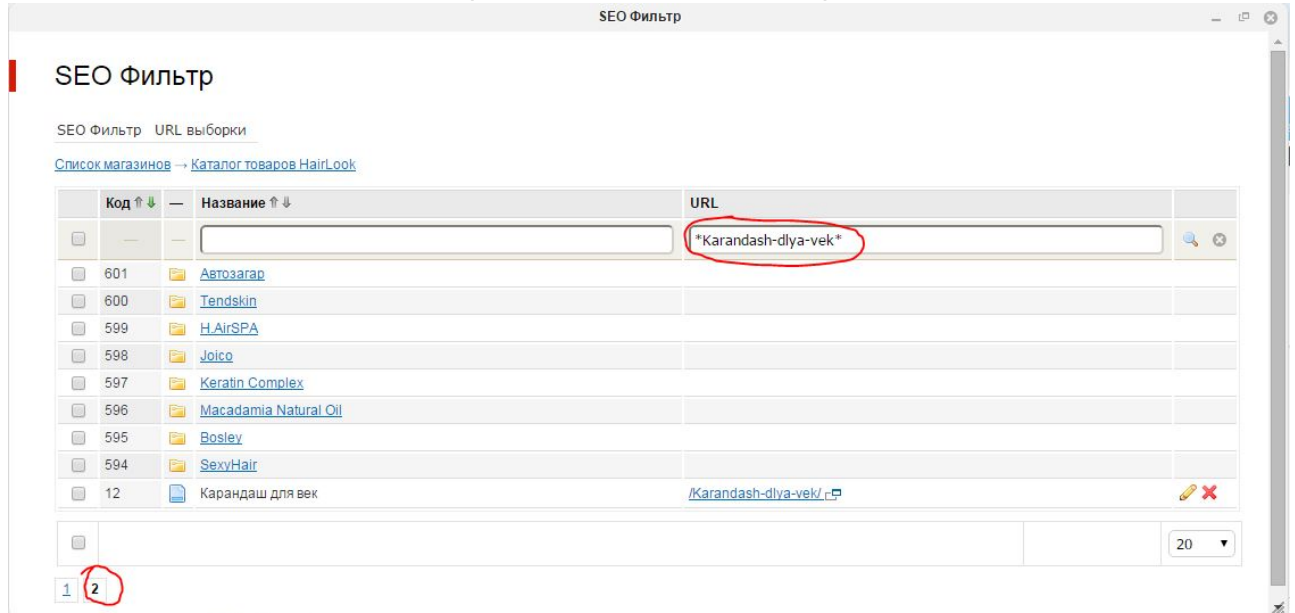 SEO Фильтр
SEO Фильтр
SEO Фильтр URL выборки
Список магазинов → Каталог товаров HairLook
Код ⇑ ⇓ — Название ⇑ ⇓ URL
— — *Karandash-dlya-vek*
601 Автозагар
600 Tendskin
599 H.AirSPA
598 Joico
597 Keratin Complex
596 Macadamia Natural Oil
595 Bosley
594 SexyHair
12 Карандаш для век /Karandash-dlya-vek/
20
1 2